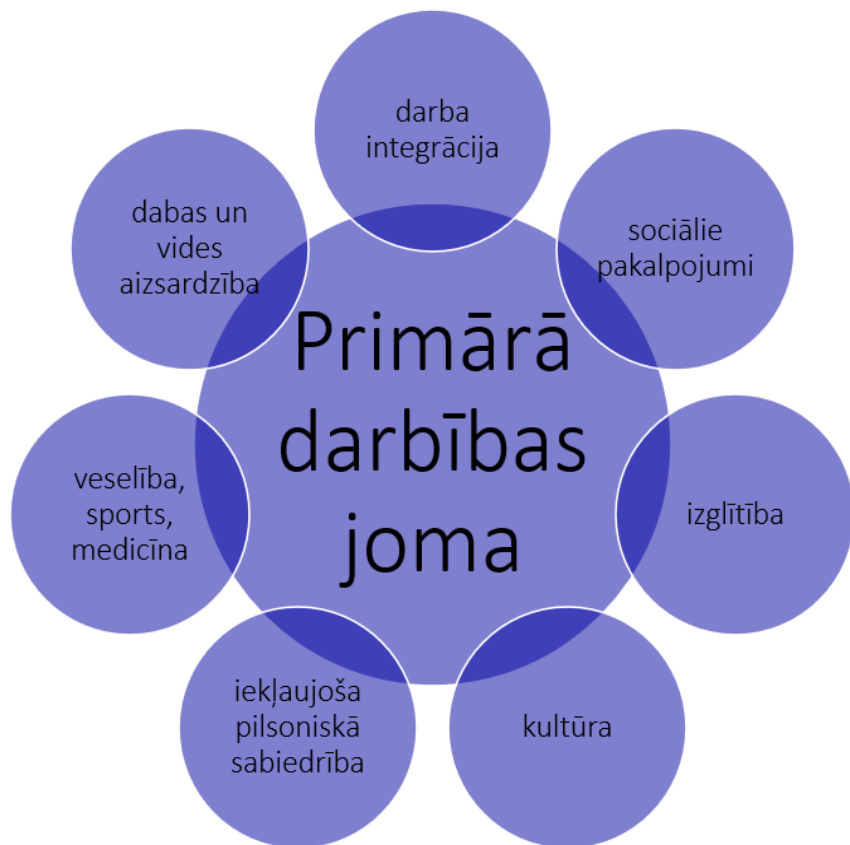 Primārā
darbības
joma
darba
integrācija
sociālie
pakalpojumi
izglītība
kultūra
iekļaujoša
pilsoniskā
sabiedrība
veselība,
sports,
medicīna
dabas un
vides
aizsardzība